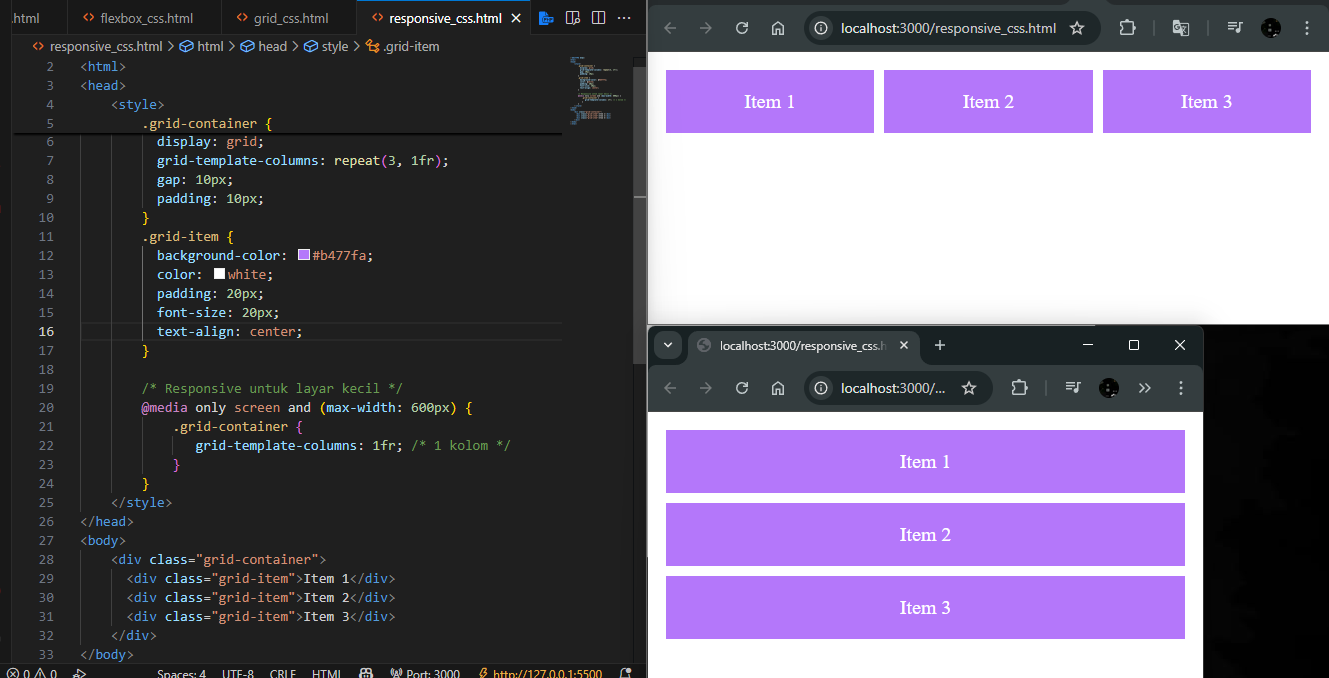 .html
flexbox_css.html
grid_css.html
responsive_css.html
responsive_css.html > html > head > style > .grid-item
2 <html>
3 <head>
4 <style>
5 .grid-container {
6 display: grid;
7 grid-template-columns: repeat(3, 1fr);
8 gap: 10px;
9 padding: 10px;
10 }
11 .grid-item {
12 background-color: #b477fa;
13 color: white;
14 padding: 20px;
15 font-size: 20px;
16 text-align: center;
17 }
18
19 /* Responsive untuk layar kecil */
20 @media only screen and (max-width: 600px) {
21 .grid-container {
22 grid-template-columns: 1fr; /* 1 kolom */
23 }
24 }
25 </style>
26 </head>
27 <body>
28 <div class="grid-container">
29 <div class="grid-item">Item 1</div>
30 <div class="grid-item">Item 2</div>
31 <div class="grid-item">Item 3</div>
32 </div>
33 </body>
0 0 Spaces: 4 UTF-8 CRLF HTML Port: 3000 http://127.0.0.1:5500
localhost:3000/responsive_css.html
Item 1 Item 2 Item 3
localhost:3000/responsive_css.h
localhost:3000/...
Item 1
Item 2
Item 3